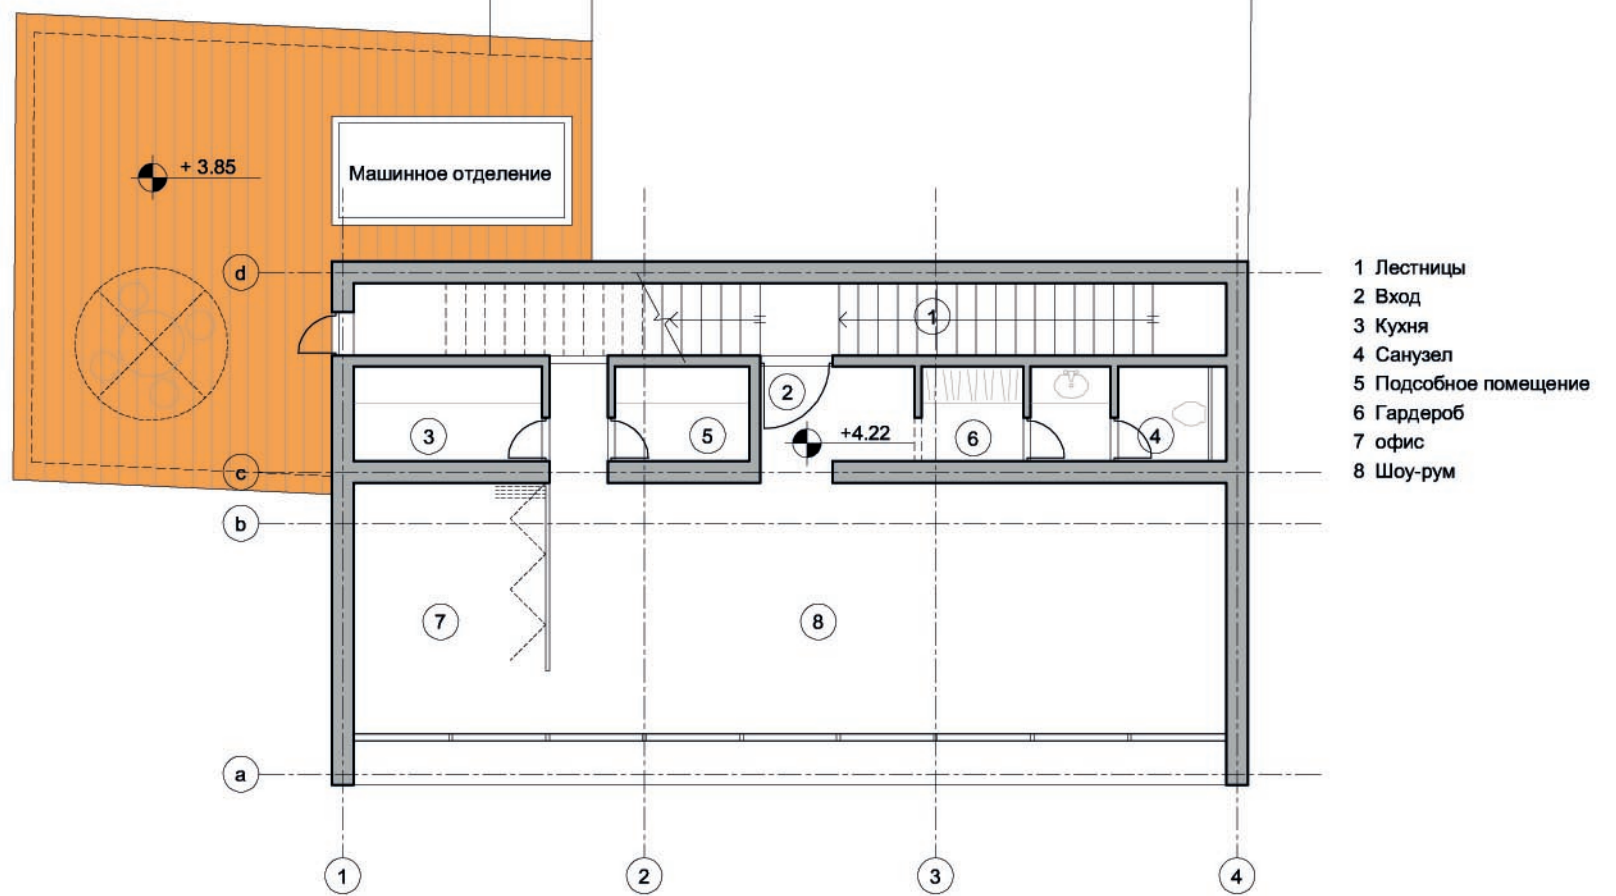 + 3.85
Машинное отделение
d
1
1 Лестницы
2 Вход
3 Кухня
4 Санузел
5 Подсобное помещение
6 Гардероб
7 офис
8 Шоу-рум
2
3
5
+4.22
6
4
c
b
7
8
a
1
2
3
4